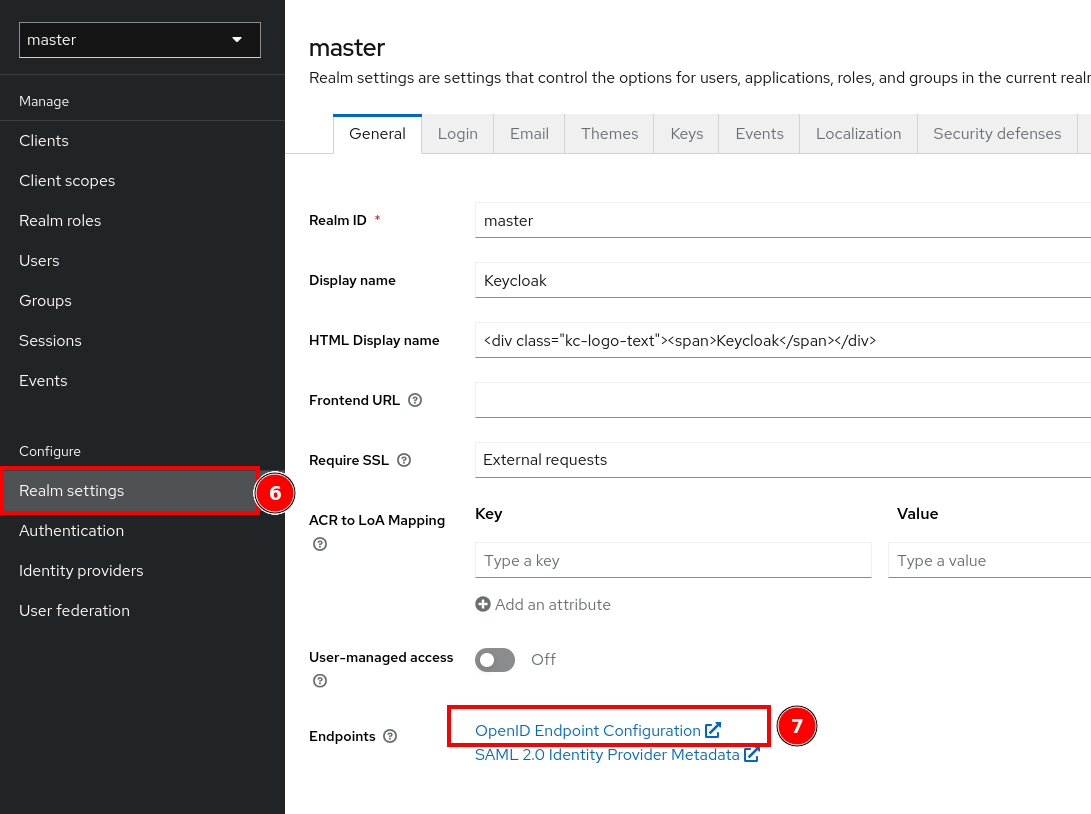 master
Manage
Clients
Client scopes
Realm roles
Users
Groups
Sessions
Events
Configure
Realm settings
6
Authentication
Identity providers
User federation
master
Realm settings are settings that control the options for users, applications, roles, and groups in the current
General Login Email Themes Keys Events Localization Security defenses
Realm ID * master
Display name Keycloak
HTML Display name <div class="kc-logo-text"><span>Keycloak</span></div>
Frontend URL ?
Require SSL ? External requests
ACR to LoA Mapping ? Key Value
Type a key Type a value
Add an attribute
User-managed access ? Off
Endpoints ? OpenID Endpoint Configuration 7
SAML 2.0 Identity Provider Metadata